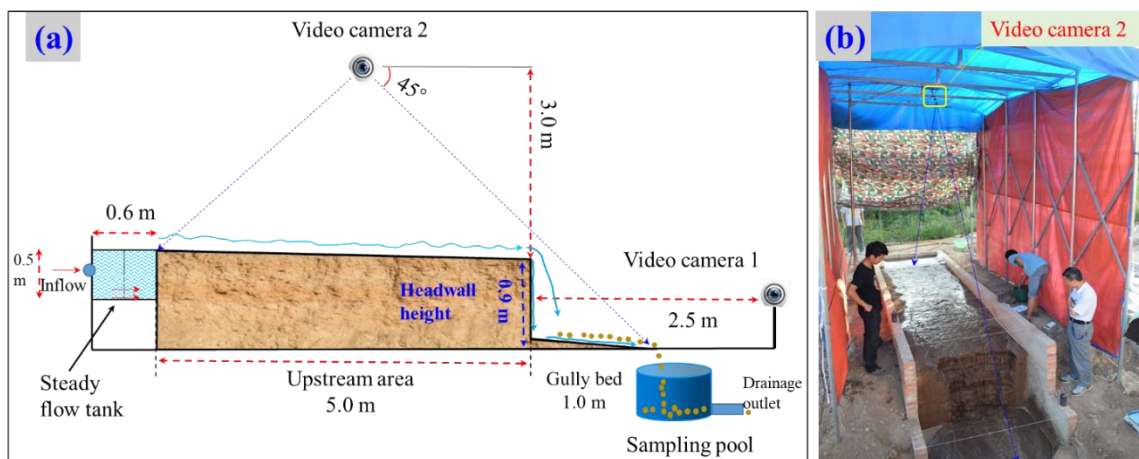 (a)
Video camera 2
45°
3.0 m
0.6 m
0.5
m
Inflow
Headwall
height
0.9 m
Video camera 1
2.5 m
Steady
flow tank
Upstream area
5.0 m
Gully bed
1.0 m
Drainage
outlet
Sampling pool
(b)
Video camera 2